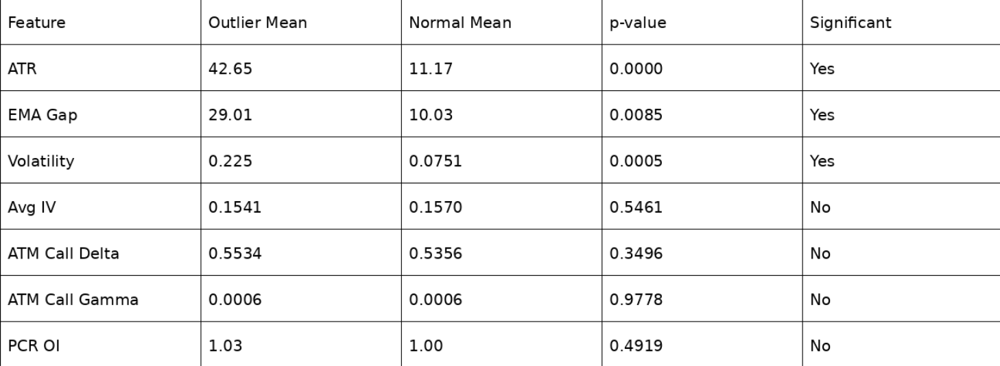 Feature Outlier Mean Normal Mean p-value Significant
ATR 42.65 11.17 0.0000 Yes
EMA Gap 29.01 10.03 0.0085 Yes
Volatility 0.225 0.0751 0.0005 Yes
Avg IV 0.1541 0.1570 0.5461 No
ATM Call Delta 0.5534 0.5356 0.3496 No
ATM Call Gamma 0.0006 0.0006 0.9778 No
PCR OI 1.03 1.00 0.4919 No